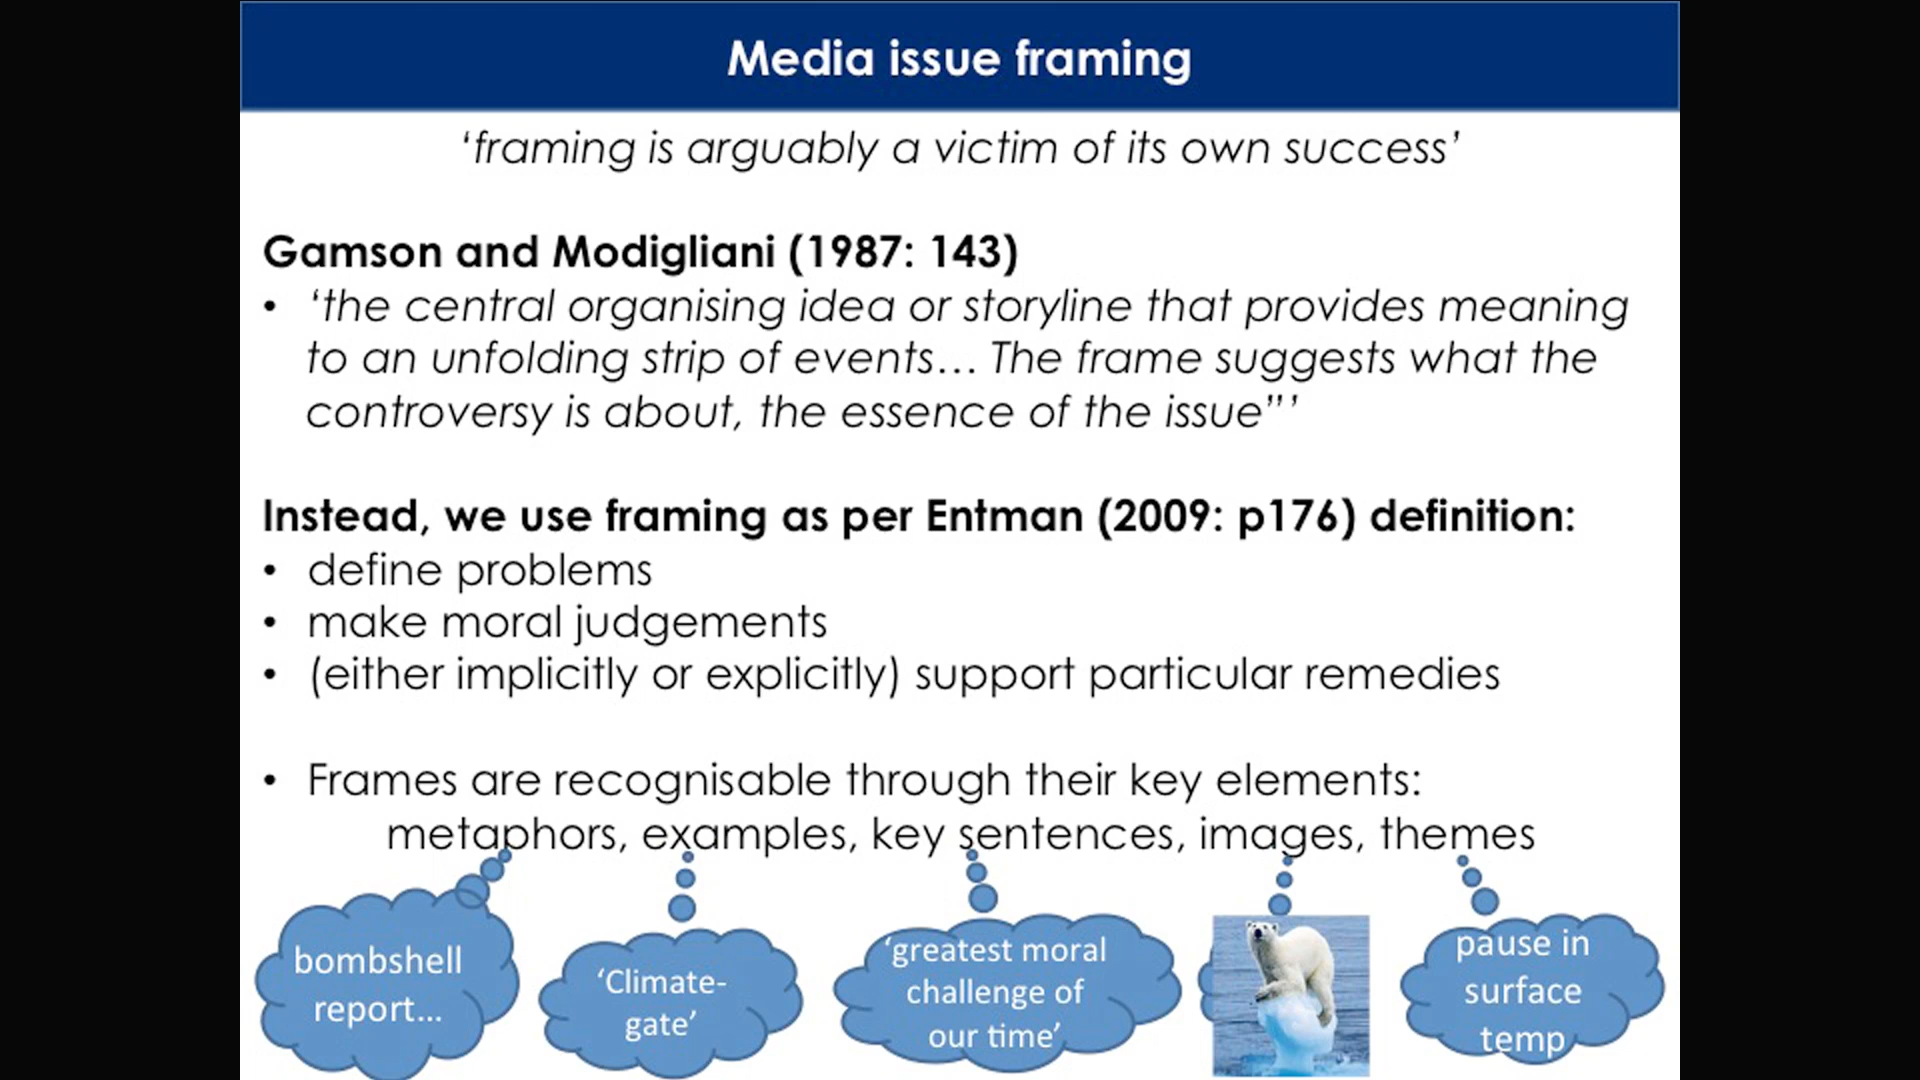 Media issue framing
‘framing is arguably a victim of its own success’
Gamson and Modigliani (1987: 143)
• ‘the central organising idea or storyline that provides meaning
to an unfolding strip of events… The frame suggests what the
controversy is about, the essence of the issue”’
Instead, we use framing as per Entman (2009: p176) definition:
• define problems
• make moral judgements
• (either implicitly or explicitly) support particular remedies
• Frames are recognisable through their key elements:
metaphors, examples, key sentences, images, themes
bombshell
report…
‘Climate-
gate’
‘greatest moral
challenge of
our time’
pause in
surface
temp